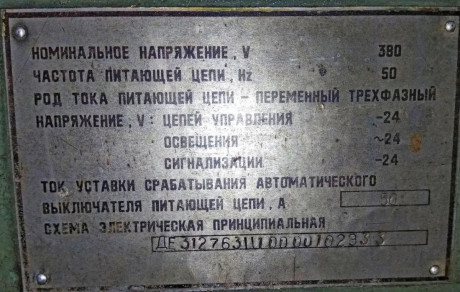 НОМИНАЛЬНОЕ НАПРЯЖЕНИЕ, V 380
ЧАСТОТА ПИТАЮЩЕЙ ЦЕПИ, Hz 50
РОД ТОКА ПИТАЮЩЕЙ ЦЕПИ – ПЕРЕМЕННЫЙ ТРЕХФАЗНЫЙ
НАПРЯЖЕНИЕ, V: ЦЕПЕЙ УПРАВЛЕНИЯ ~24
ОСВЕЩЕНИЯ ~24
СИГНАЛИЗАЦИИ ~24
ТОК УСТАВКИ СРАБАТЫВАНИЯ АВТОМАТИЧЕСКОГО
ВЫКЛЮЧАТЕЛЯ ПИТАЮЩЕЙ ЦЕПИ, А
СХЕМА ЭЛЕКТРИЧЕСКАЯ ПРИНЦИПИАЛЬНАЯ